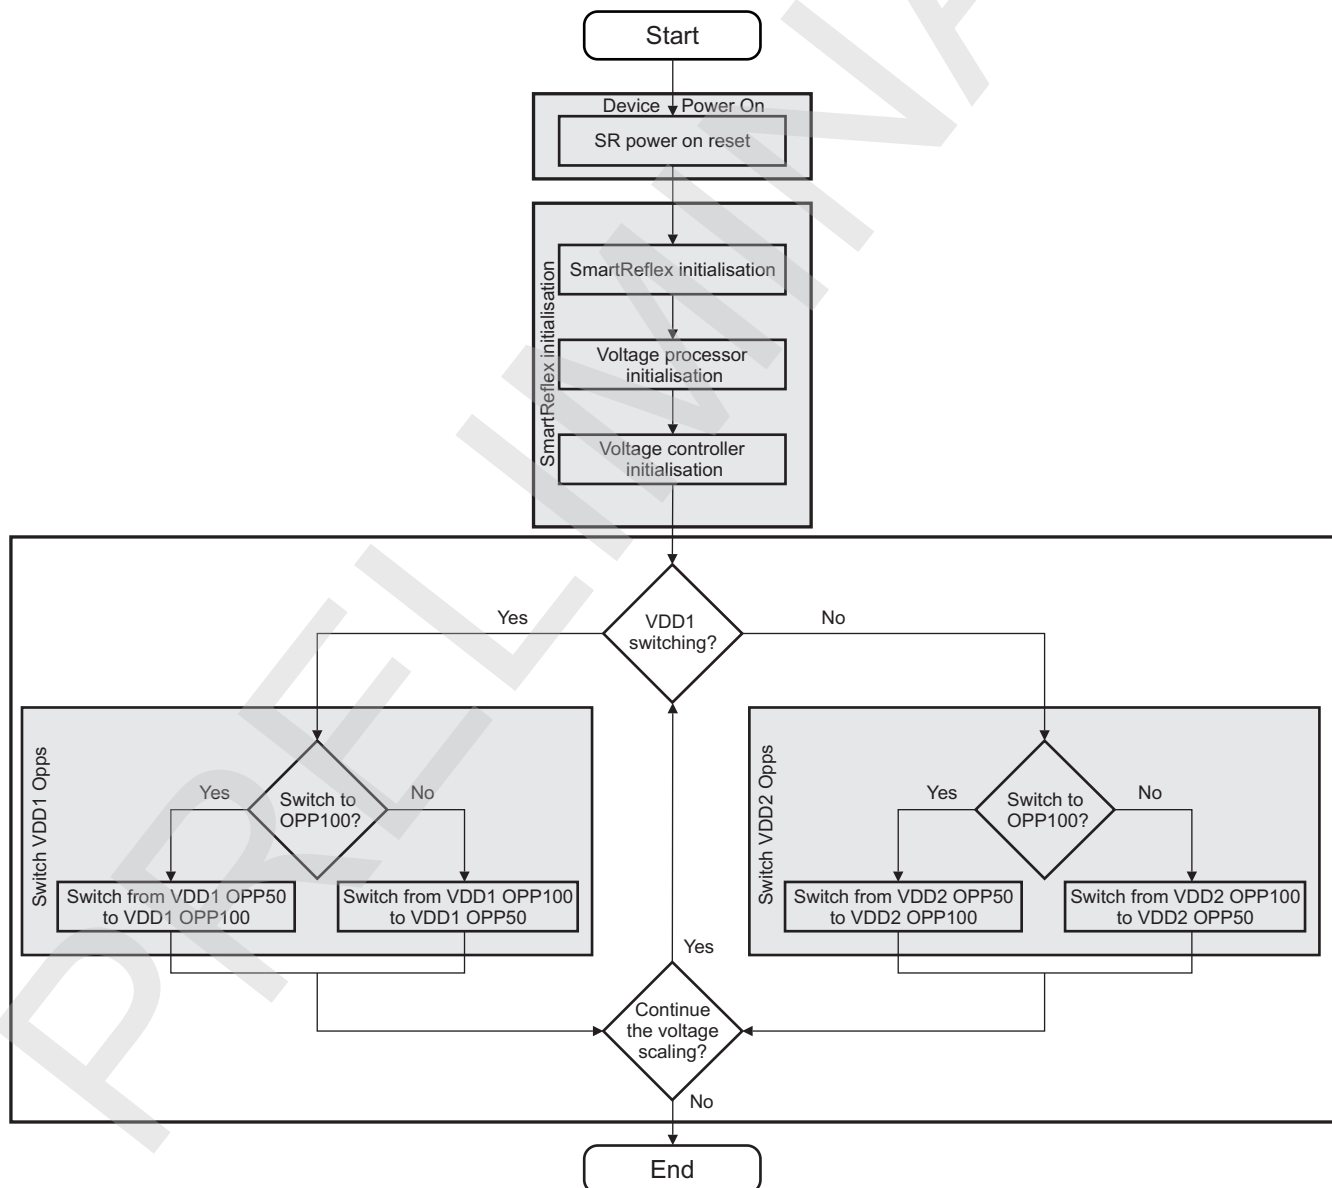 Start
Device Power On
SR power on reset
SmartReflex initialisation
SmartReflex initialisation
Voltage processor
initialisation
Voltage controller
initialisation
VDD1
switching?
Yes
No
Switch VDD1 Opps
Switch to
OPP100?
Yes
No
Switch from VDD1 OPP50
to VDD1 OPP100
Switch from VDD1 OPP100
to VDD1 OPP50
Switch VDD2 Opps
Switch to
OPP100?
Yes
No
Switch from VDD2 OPP50
to VDD2 OPP100
Switch from VDD2 OPP100
to VDD2 OPP50
Yes
Continue
the voltage
scaling?
No
End
PRELIMINA